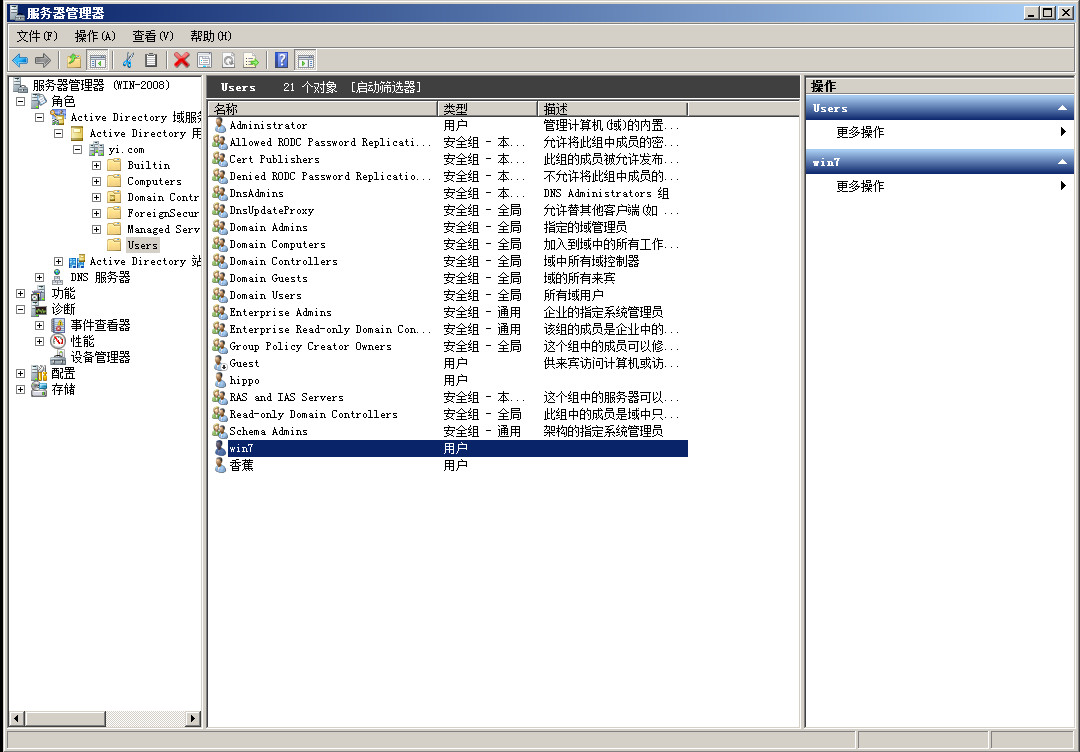 服务器管理器
文件(F) 操作(A) 查看(V) 帮助(H)
服务器管理器 (WIN-2008)
角色
Active Directory 域服务
Active Directory 用
yi.com
Builtin
Computers
Domain Contr
ForeignSecur
Managed Serv
Users
Active Directory 站
DNS 服务器
功能
诊断
事件查看器
性能
设备管理器
配置
存储
Users 21 个对象 [启动筛选器]
名称 类型 描述
Administrator 用户 管理计算机(域)的内置...
Allowed RODC Password Replicati... 安全组 - 本... 允许将此组中成员的密...
Cert Publishers 安全组 - 本... 此组的成员被允许发布...
Denied RODC Password Replicatio... 安全组 - 本... 不允许将此组中成员的...
DnsAdmins 安全组 - 本... DNS Administrators 组
DnsUpdateProxy 安全组 - 全局 允许替其他客户端(如 ...
Domain Admins 安全组 - 全局 指定的域管理员
Domain Computers 安全组 - 全局 加入到域中的所有工作...
Domain Controllers 安全组 - 全局 域中所有域控制器
Domain Guests 安全组 - 全局 域的所有来宾
Domain Users 安全组 - 全局 所有域用户
Enterprise Admins 安全组 - 通用 企业的指定系统管理员
Enterprise Read-only Domain Con... 安全组 - 通用 该组的成员是企业中的...
Group Policy Creator Owners 安全组 - 全局 这个组中的成员可以修...
Guest 用户 供来宾访问计算机或访...
hippo 用户
RAS and IAS Servers 安全组 - 本... 这个组中的服务器可以...
Read-only Domain Controllers 安全组 - 全局 此组中的成员是域中只...
Schema Admins 安全组 - 通用 架构的指定系统管理员
win7 用户
香蕉 用户
操作
Users
更多操作
win7
更多操作